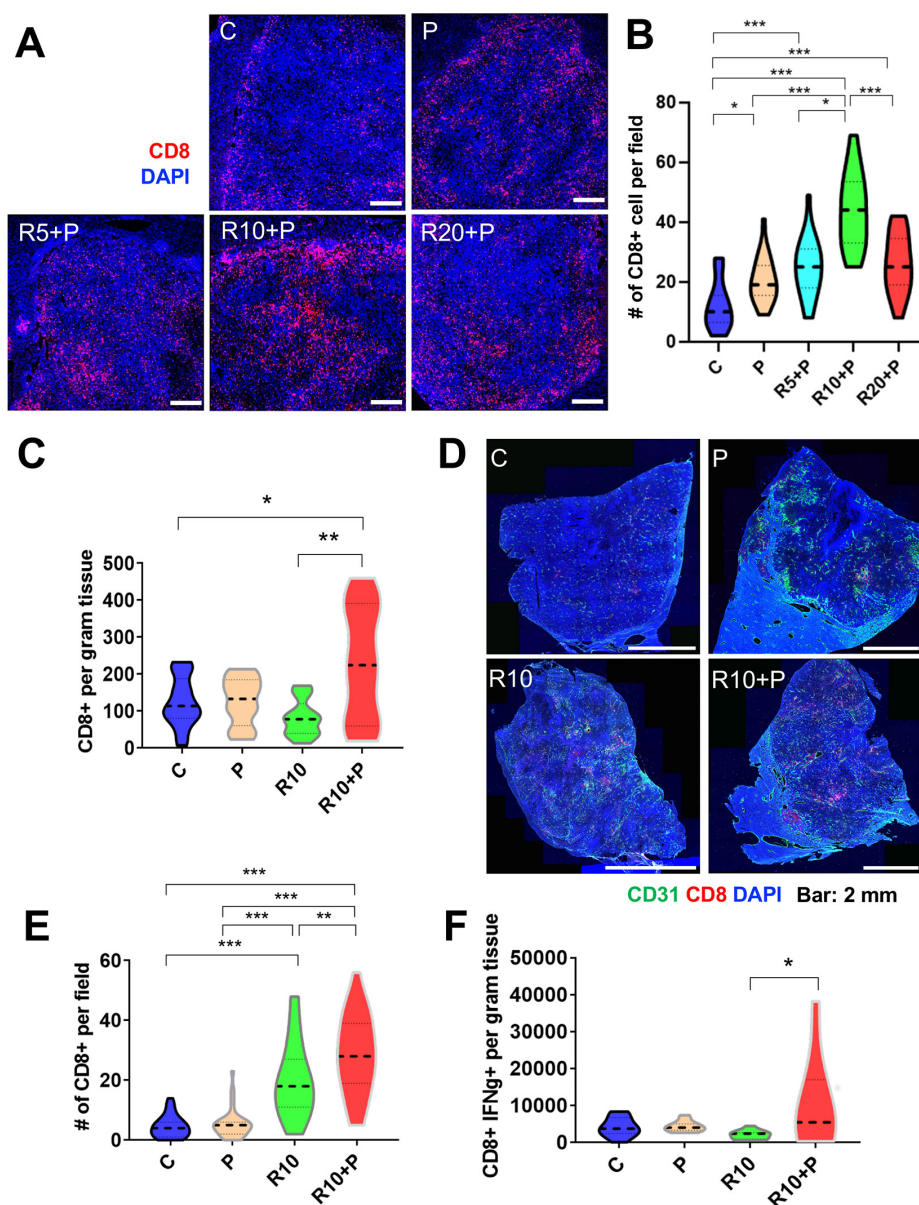 A
C
P
CD8
DAPI
R5+P
R10+P
R20+P
B
***
***
***
***
***
*
*
# of CD8+ cell per field
80
60
40
20
0
C
P
R5+P
R10+P
R20+P
C
*
**
CD8+ per gram tissue
500
400
300
200
100
0
C
P
R10
R10+P
D
C
P
R10
R10+P
CD31 CD8 DAPI Bar: 2 mm
E
***
***
***
**
***
# of CD8+ per field
60
40
20
0
C
P
R10
R10+P
F
*
CD8+ IFNg+ per gram tissue
50000
40000
30000
20000
10000
0
C
P
R10
R10+P